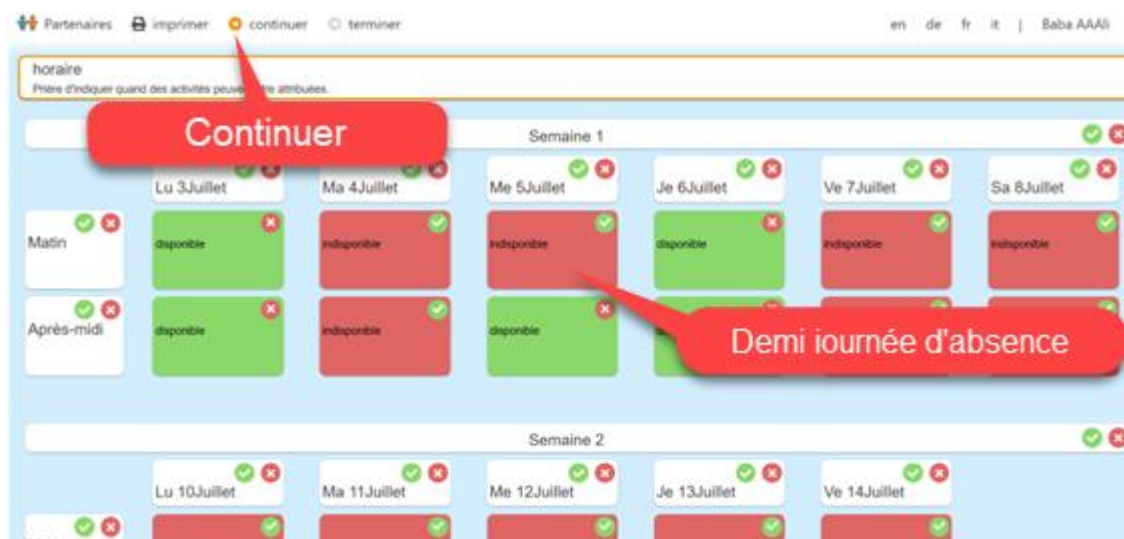 Partenaires imprimer continuer terminer en de fr it | Baba AAAli
horaire
Prière d'indiquer quand des activités peuvent être attribuées.
Continuer
Semaine 1
Lu 3Juillet Ma 4Juillet Me 5Juillet Je 6Juillet Ve 7Juillet Sa 8Juillet
Matin disponible indisponible indisponible disponible indisponible indisponible
Après-midi disponible indisponible disponible
Demi iournée d'absence
Semaine 2
Lu 10Juillet Ma 11Juillet Me 12Juillet Je 13Juillet Ve 14Juillet